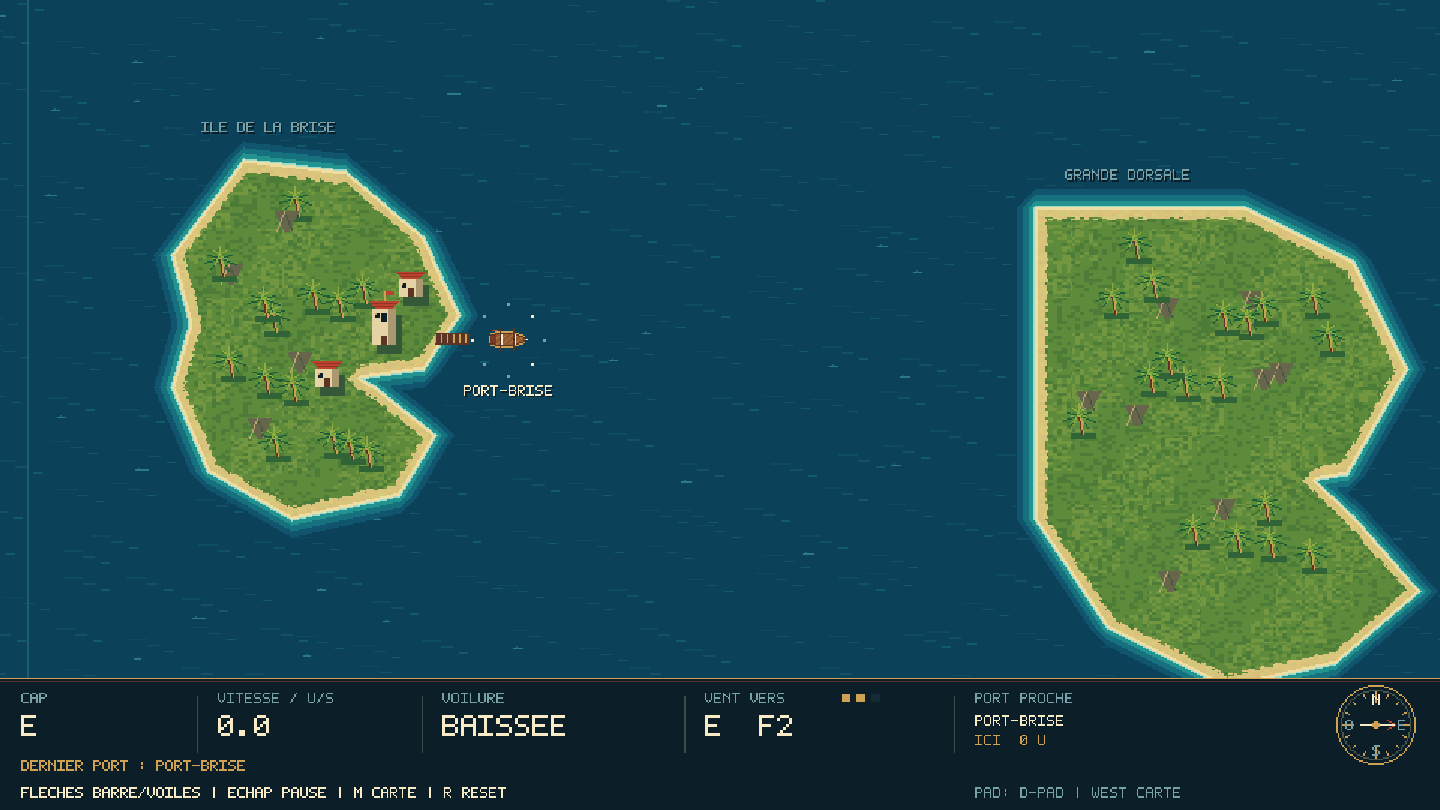 ILE DE LA BRISE
GRANDE DORSALE
PORT-BRISE
CAP
E
VITESSE / U/S
0.0
VOILURE
BAISSEE
VENT VERS
E F2
PORT PROCHE
PORT-BRISE
ICI 0 U
N
O E
S
DERNIER PORT : PORT-BRISE
FLECHES BARRE/VOILES | ECHAP PAUSE | M CARTE | R RESET
PAD: D-PAD | WEST CARTE